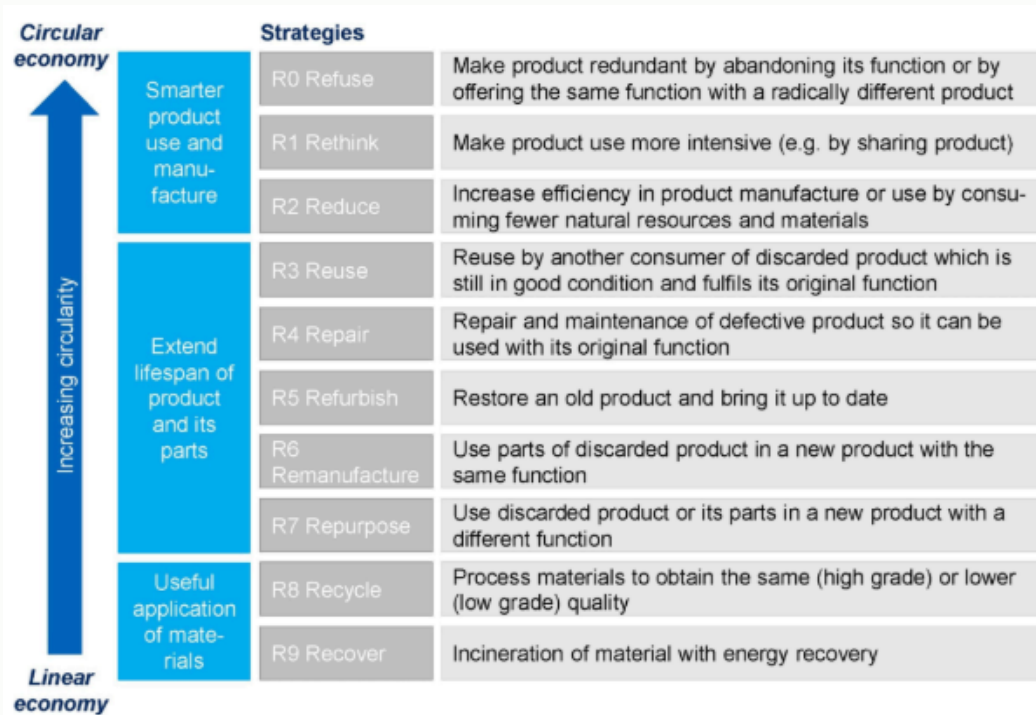 Circular
economy
Strategies
Smarter
product
use and
manu-
facture
R0 Refuse
Make product redundant by abandoning its function or by
offering the same function with a radically different product
R1 Rethink
Make product use more intensive (e.g. by sharing product)
R2 Reduce
Increase efficiency in product manufacture or use by consu-
ming fewer natural resources and materials
Increasing circularity
Extend
lifespan of
product
and its
parts
R3 Reuse
Reuse by another consumer of discarded product which is
still in good condition and fulfils its original function
R4 Repair
Repair and maintenance of defective product so it can be
used with its original function
R5 Refurbish
Restore an old product and bring it up to date
R6
Remanufacture
Use parts of discarded product in a new product with the
same function
R7 Repurpose
Use discarded product or its parts in a new product with a
different function
Useful
application
of mate-
rials
R8 Recycle
Process materials to obtain the same (high grade) or lower
(low grade) quality
R9 Recover
Incineration of material with energy recovery
Linear
economy